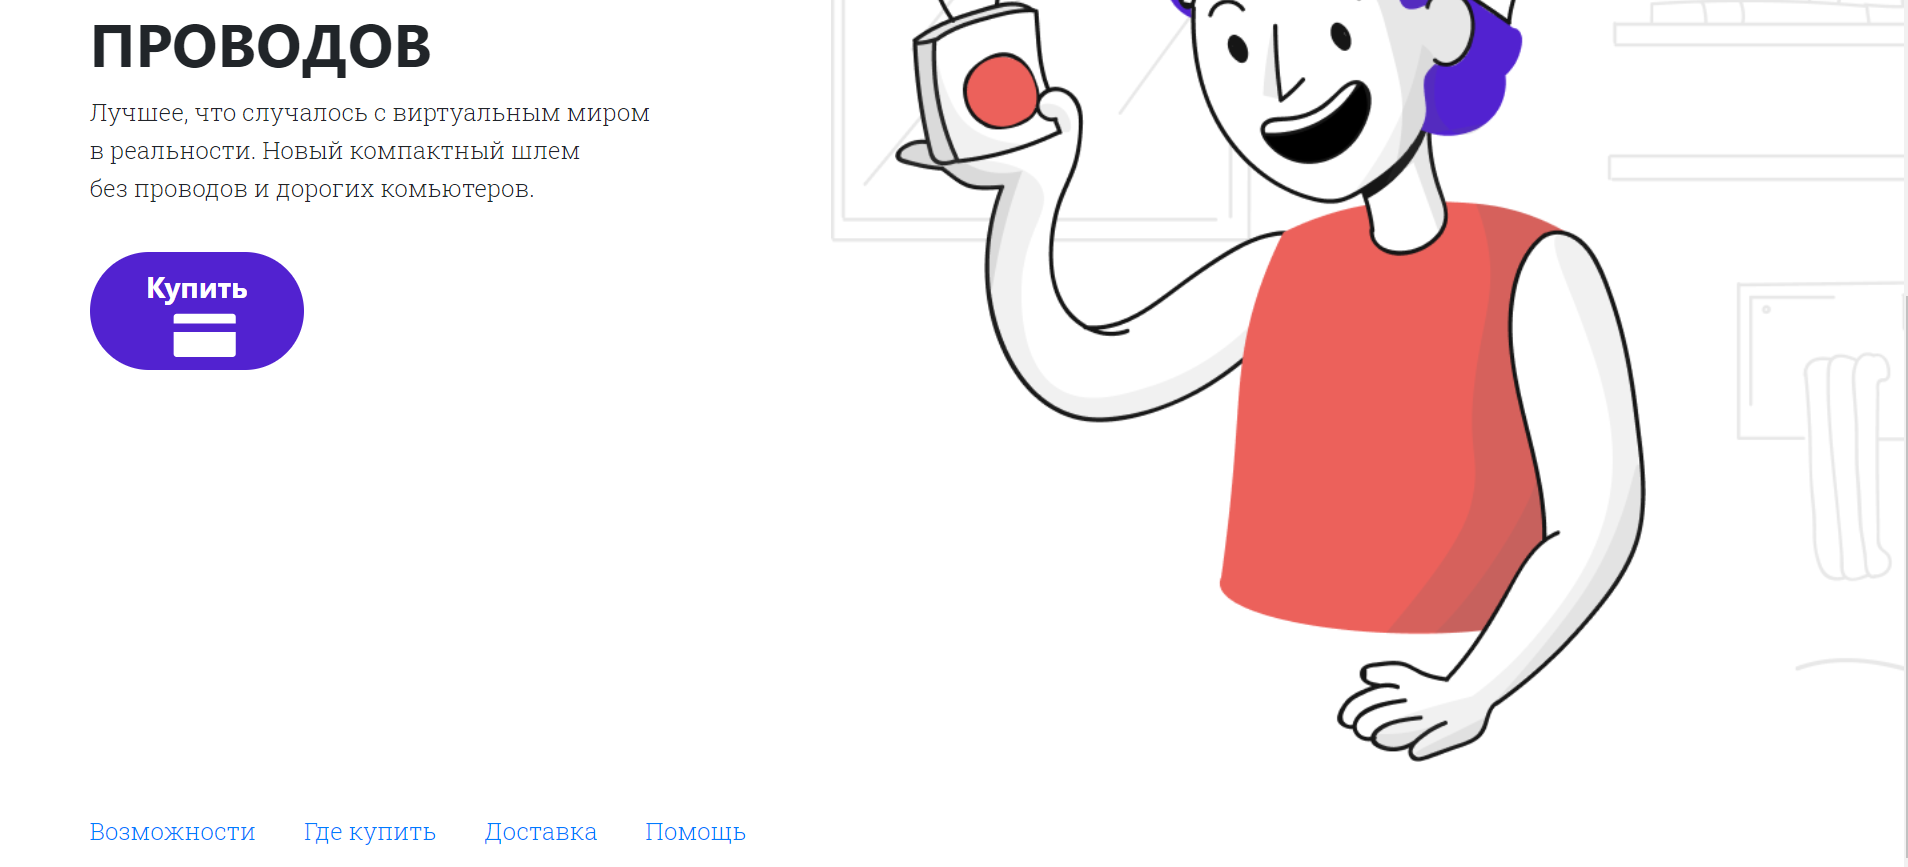 ПРОВОДОВ
Лучшее, что случалось с виртуальным миром
в реальности. Новый компактный шлем
без проводов и дорогих комьютеров.
Купить
Возможности Где купить Доставка Помощь